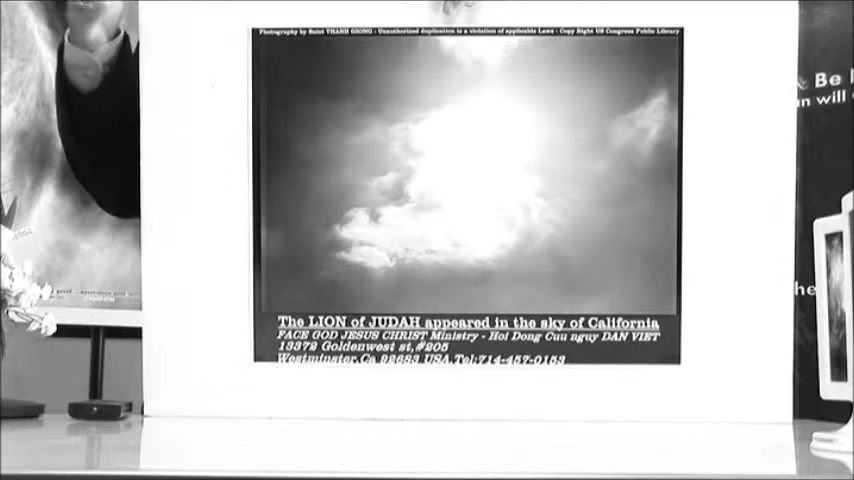 Photography by Saint THANH GIONG - Unauthorized duplication is a violation of applicable Laws - Copy Right US Congress Public Library
& Be
n will
he
The LION of JUDAH appeared in the sky of California
FACE GOD JESUS CHRIST Ministry - Hoi Dong Cuu nguy DAN VIET
13372 Goldenwest st,#205
Westminster,Ca 92683 USA,Tel:714-457-0153